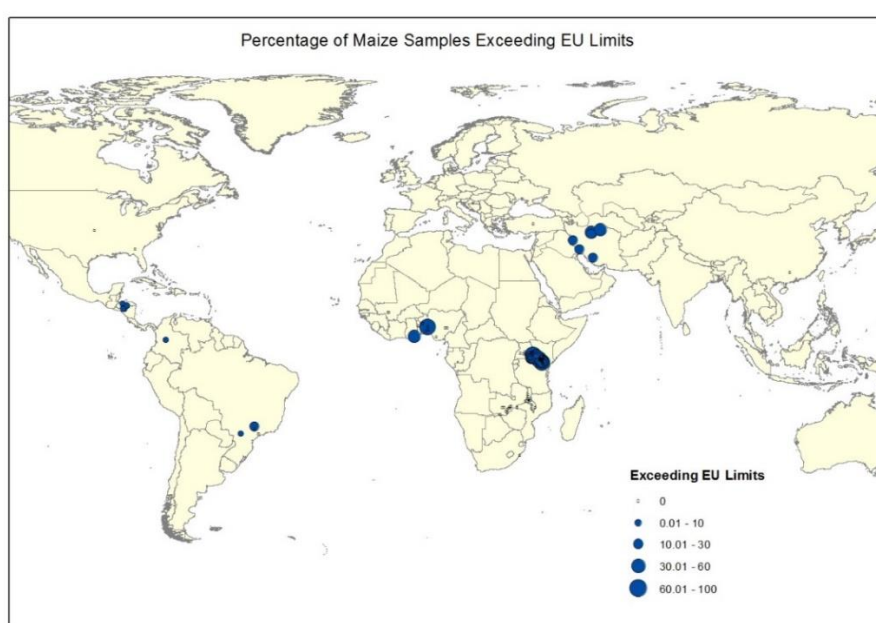 Percentage of Maize Samples Exceeding EU Limits
Exceeding EU Limits
0
0.01 - 10
10.01 - 30
30.01 - 60
60.01 - 100